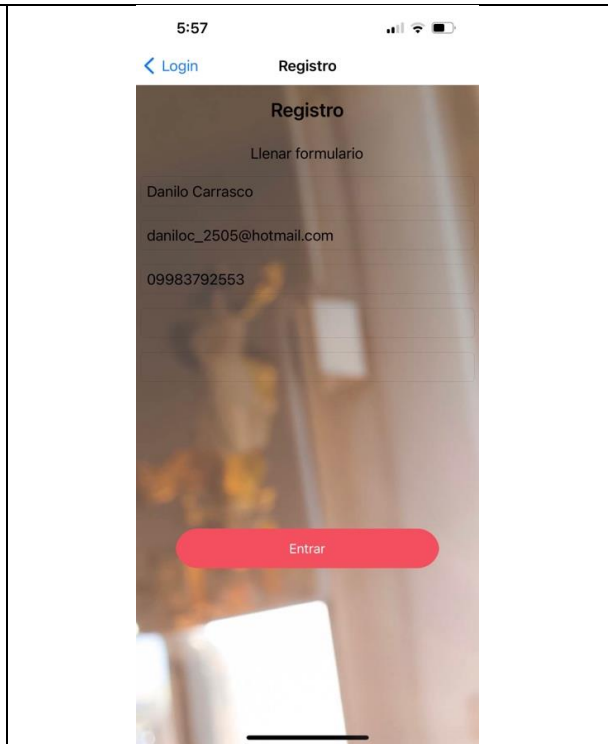 5:57
Login Registro
Registro
Llenar formulario
Danilo Carrasco
daniloc_2505@hotmail.com
09983792553
Entrar